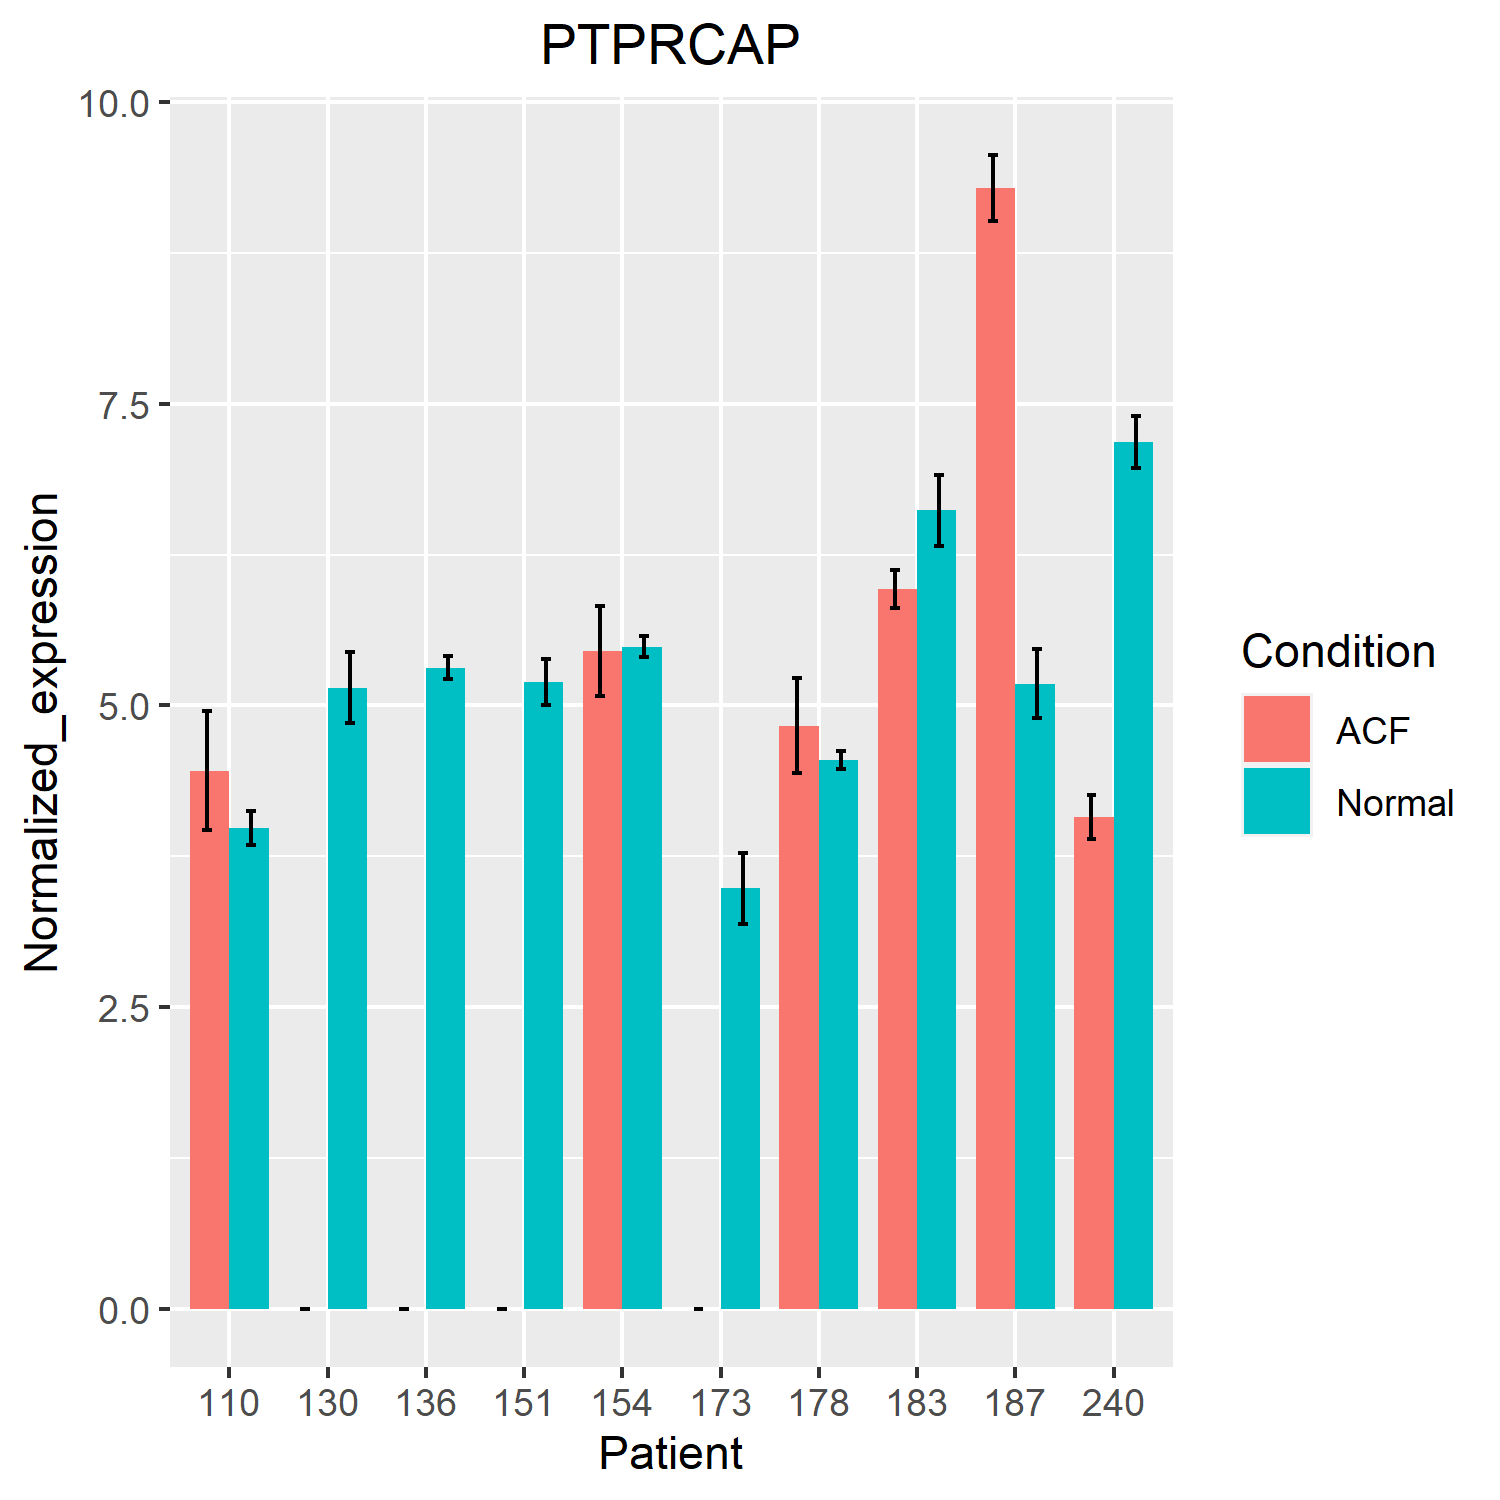 PTPRCAP
10.0
7.5
5.0
2.5
0.0
Normalized_expression
110 130 136 151 154 173 178 183 187 240
Patient
Condition
ACF
Normal